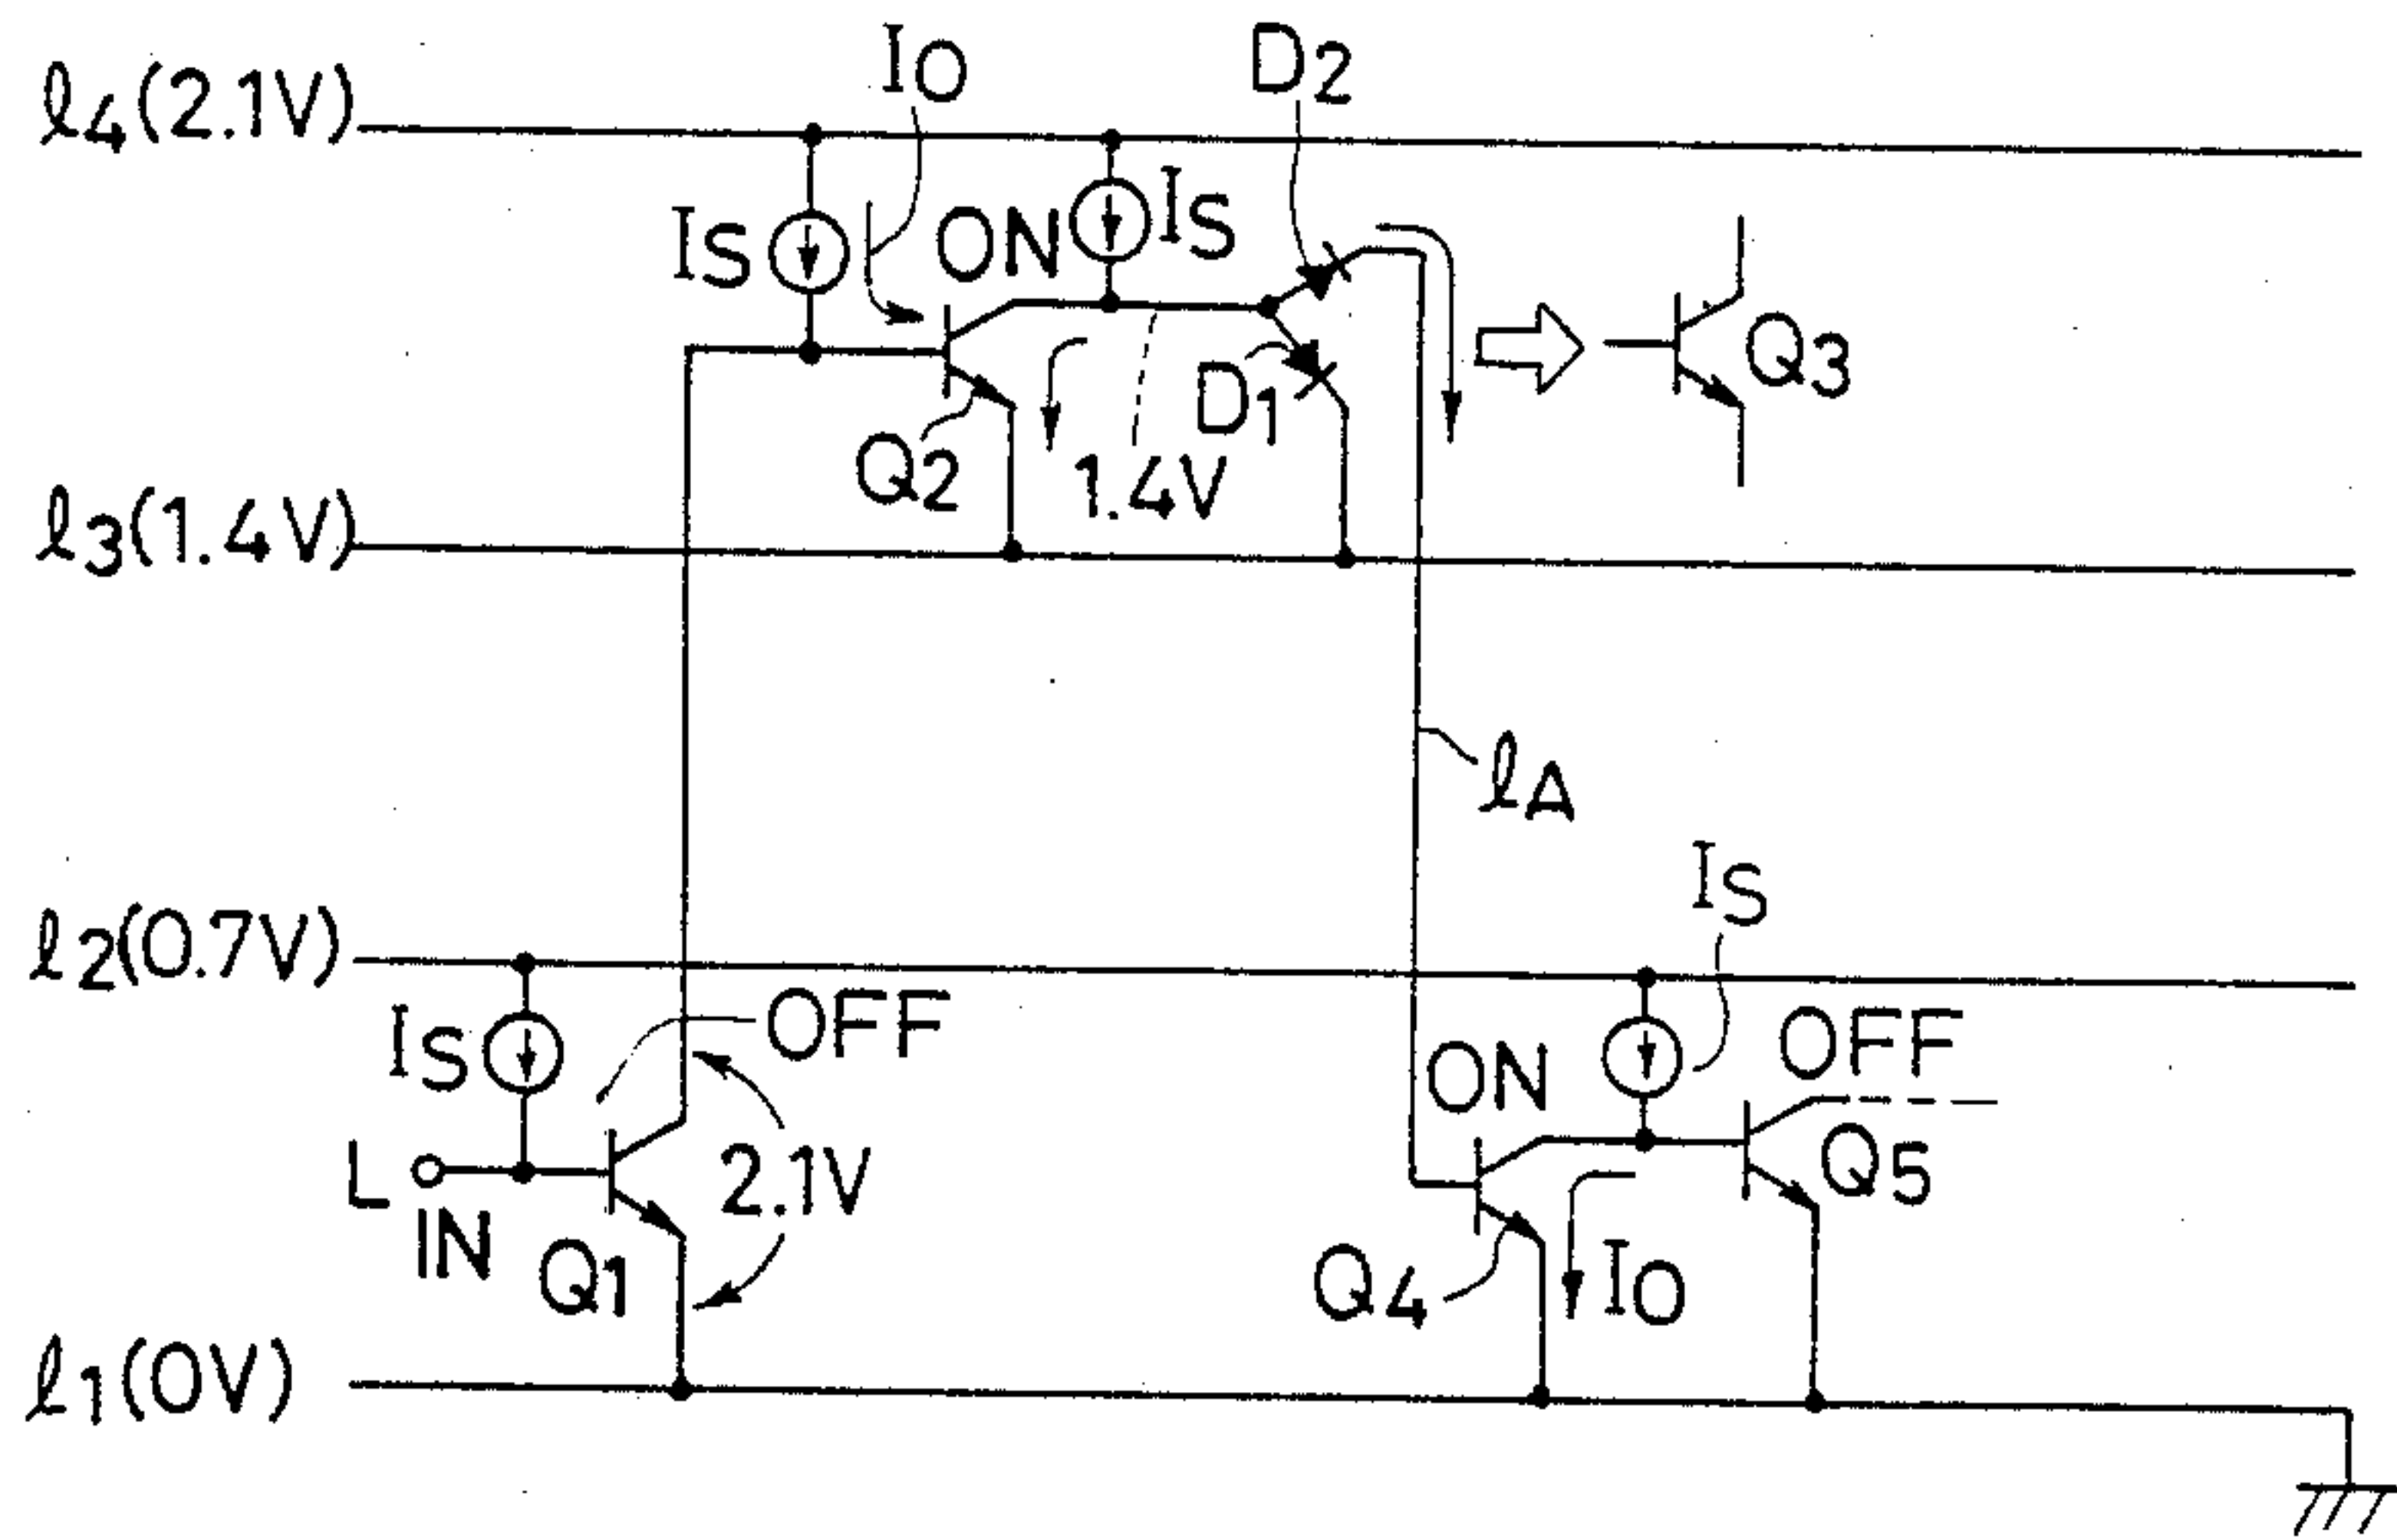 IO
D2
ℓ4(2.1V)
IS
ON
IS
Q3
D1
Q2
1.4V
ℓ3(1.4V)
ℓA
IS
ℓ2(0.7V)
OFF
IS
OFF
ON
L
IN
2.1V
Q5
Q1
Q4
IO
ℓ1(0V)